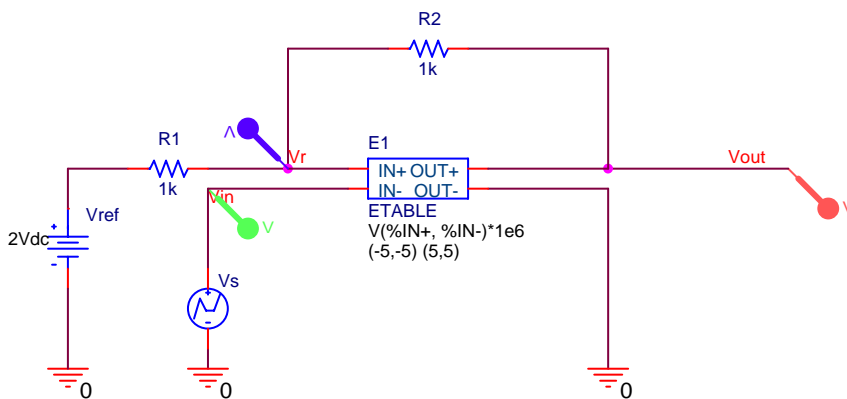 R2
1k
V
R1
Vr
E1
Vout
1k
IN+ OUT+
IN- OUT-
Vin
V
V
Vref
ETABLE
V(%IN+, %IN-)*1e6
(-5,-5) (5,5)
2Vdc
+
-
Vs
+
-
0
0
0